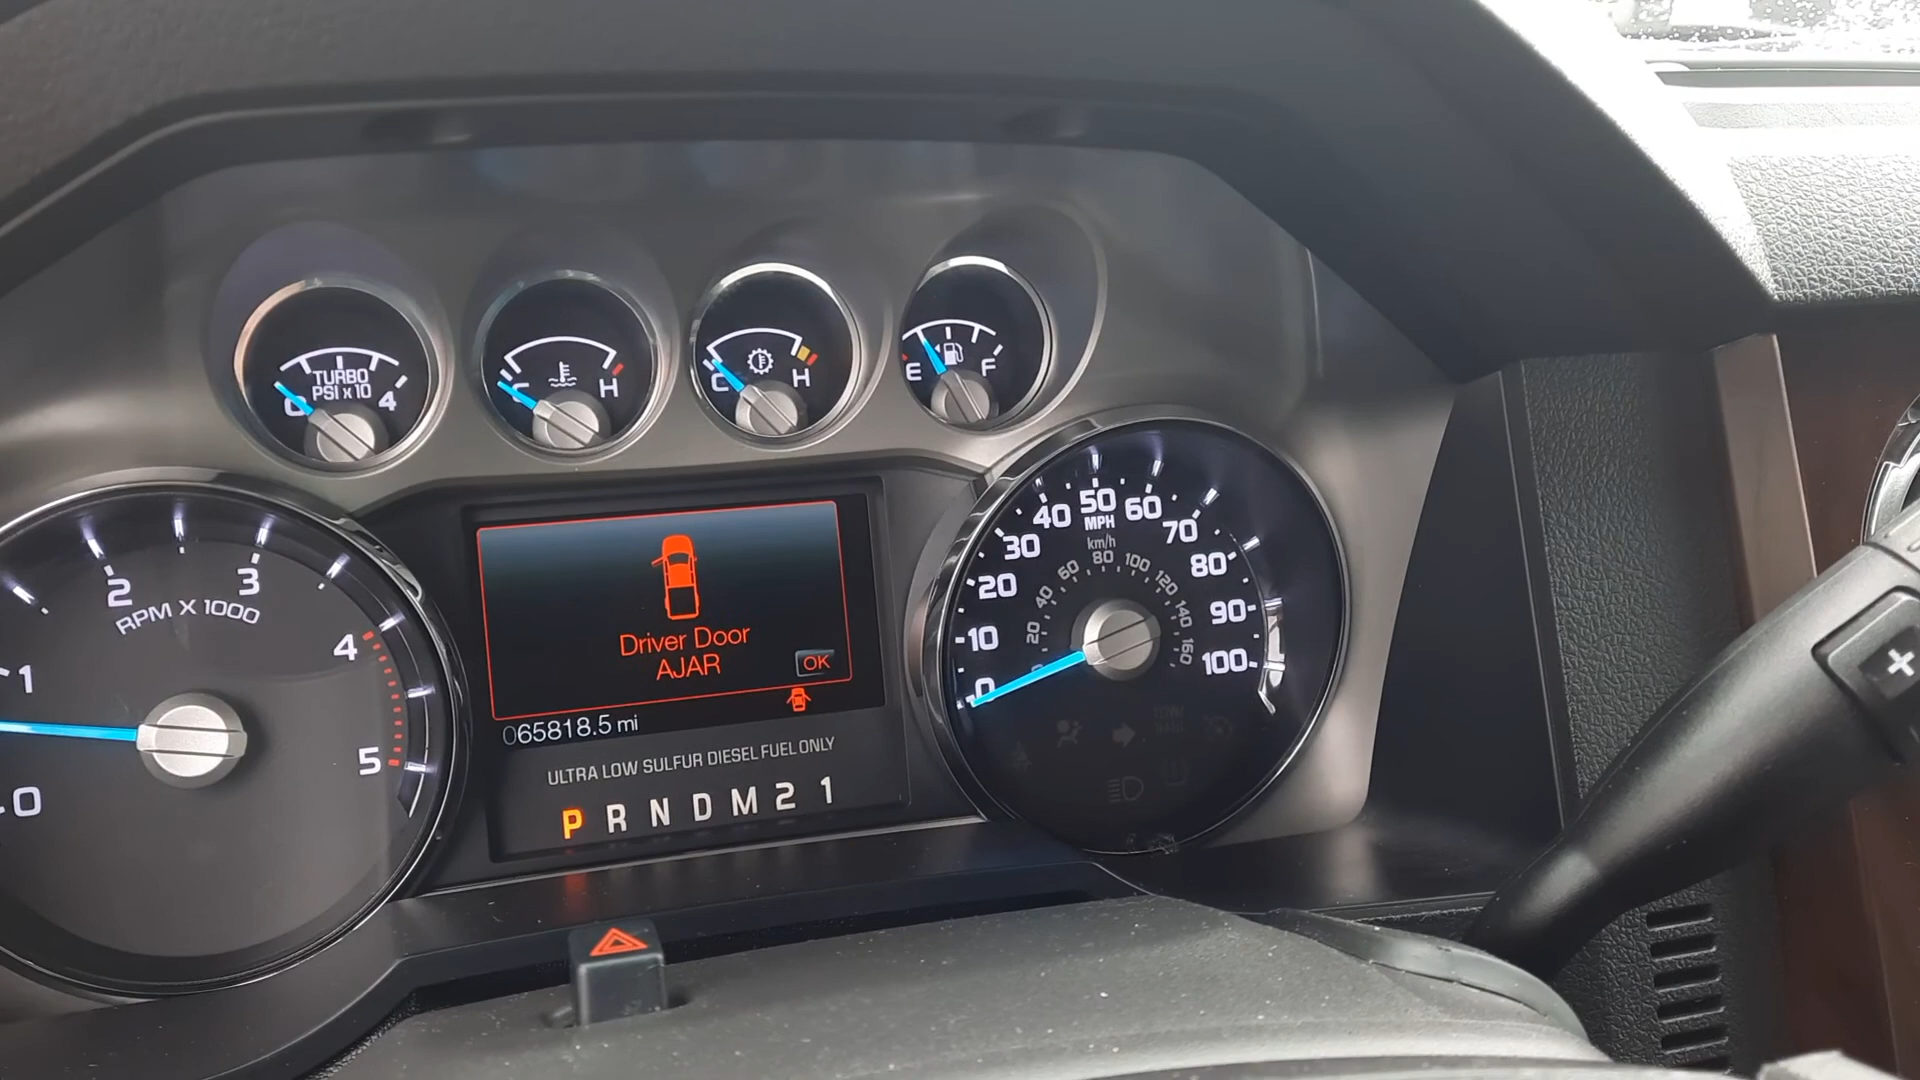 TURBO
PSI x 10
0 4
C H
C H
E F
0 1 2 3 4 5
RPM X 1000
Driver Door
AJAR
OK
065818.5 mi
ULTRA LOW SULFUR DIESEL FUEL ONLY
P R N D M 2 1
0 10 20 30 40 50 60 70 80 90 100
MPH
km/h
20 40 60 80 100 120 140 160
+